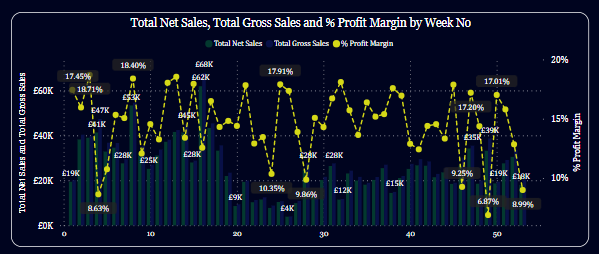 Total Net Sales, Total Gross Sales and % Profit Margin by Week No
Total Net Sales Total Gross Sales % Profit Margin
Total Net Sales and Total Gross Sales
£60K
£40K
£20K
£0K
20%
15%
10%
% Profit Margin
0 10 20 30 40 50
17.45%
18.71%
18.40%
17.91%
17.20%
17.01%
8.63%
10.35%
9.86%
9.25%
6.87%
8.99%
£19K
£41K
£47K
£28K
£53K
£25K
£45K
£28K
£62K
£68K
£9K
£4K
£28K
£28K
£12K
£15K
£35K
£39K
£19K
£18K